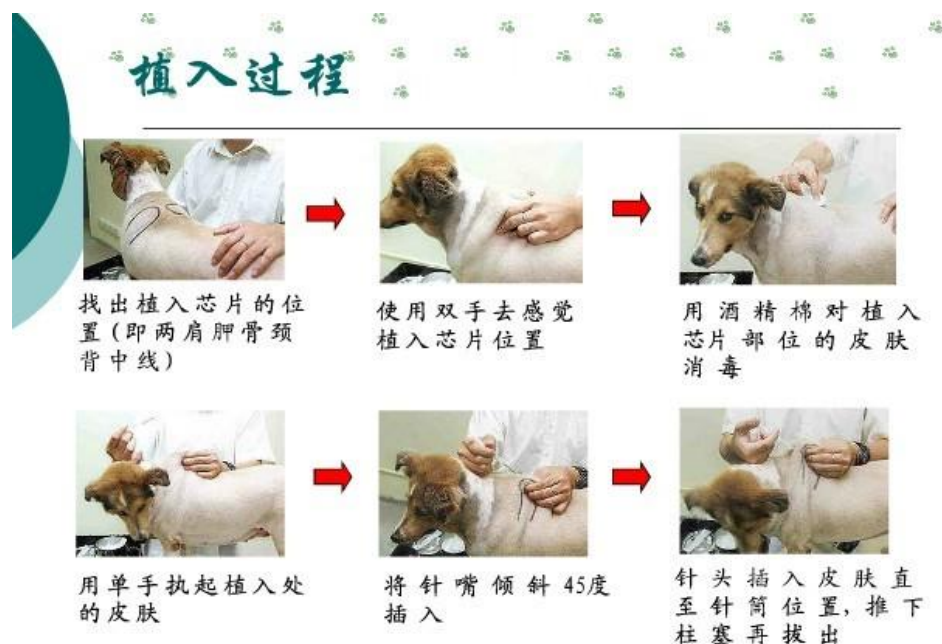 植入过程
找出植入芯片的位
置(即两肩胛骨颈
背中线)
使用双手去感觉
植入芯片位置
用酒精棉对植入
芯片部位的皮肤
消毒
用单手执起植入处
的皮肤
将针嘴倾斜45度
插入
针头插入皮肤直
至针筒位置,推下
柱塞再拔出